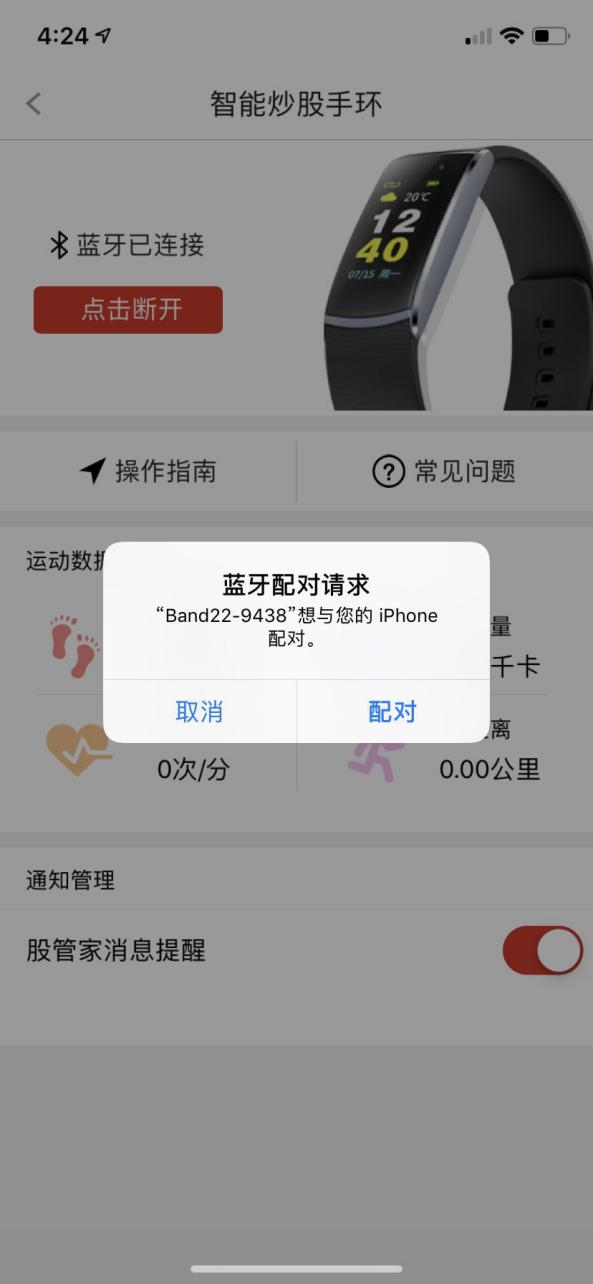 4:24
智能炒股手环
20℃
12
40
07/15 周一
蓝牙已连接
点击断开
操作指南
常见问题
运动数据
蓝牙配对请求
“Band22-9438”想与您的 iPhone
配对。
取消
配对
量
千卡
离
0次/分
0.00公里
通知管理
股管家消息提醒